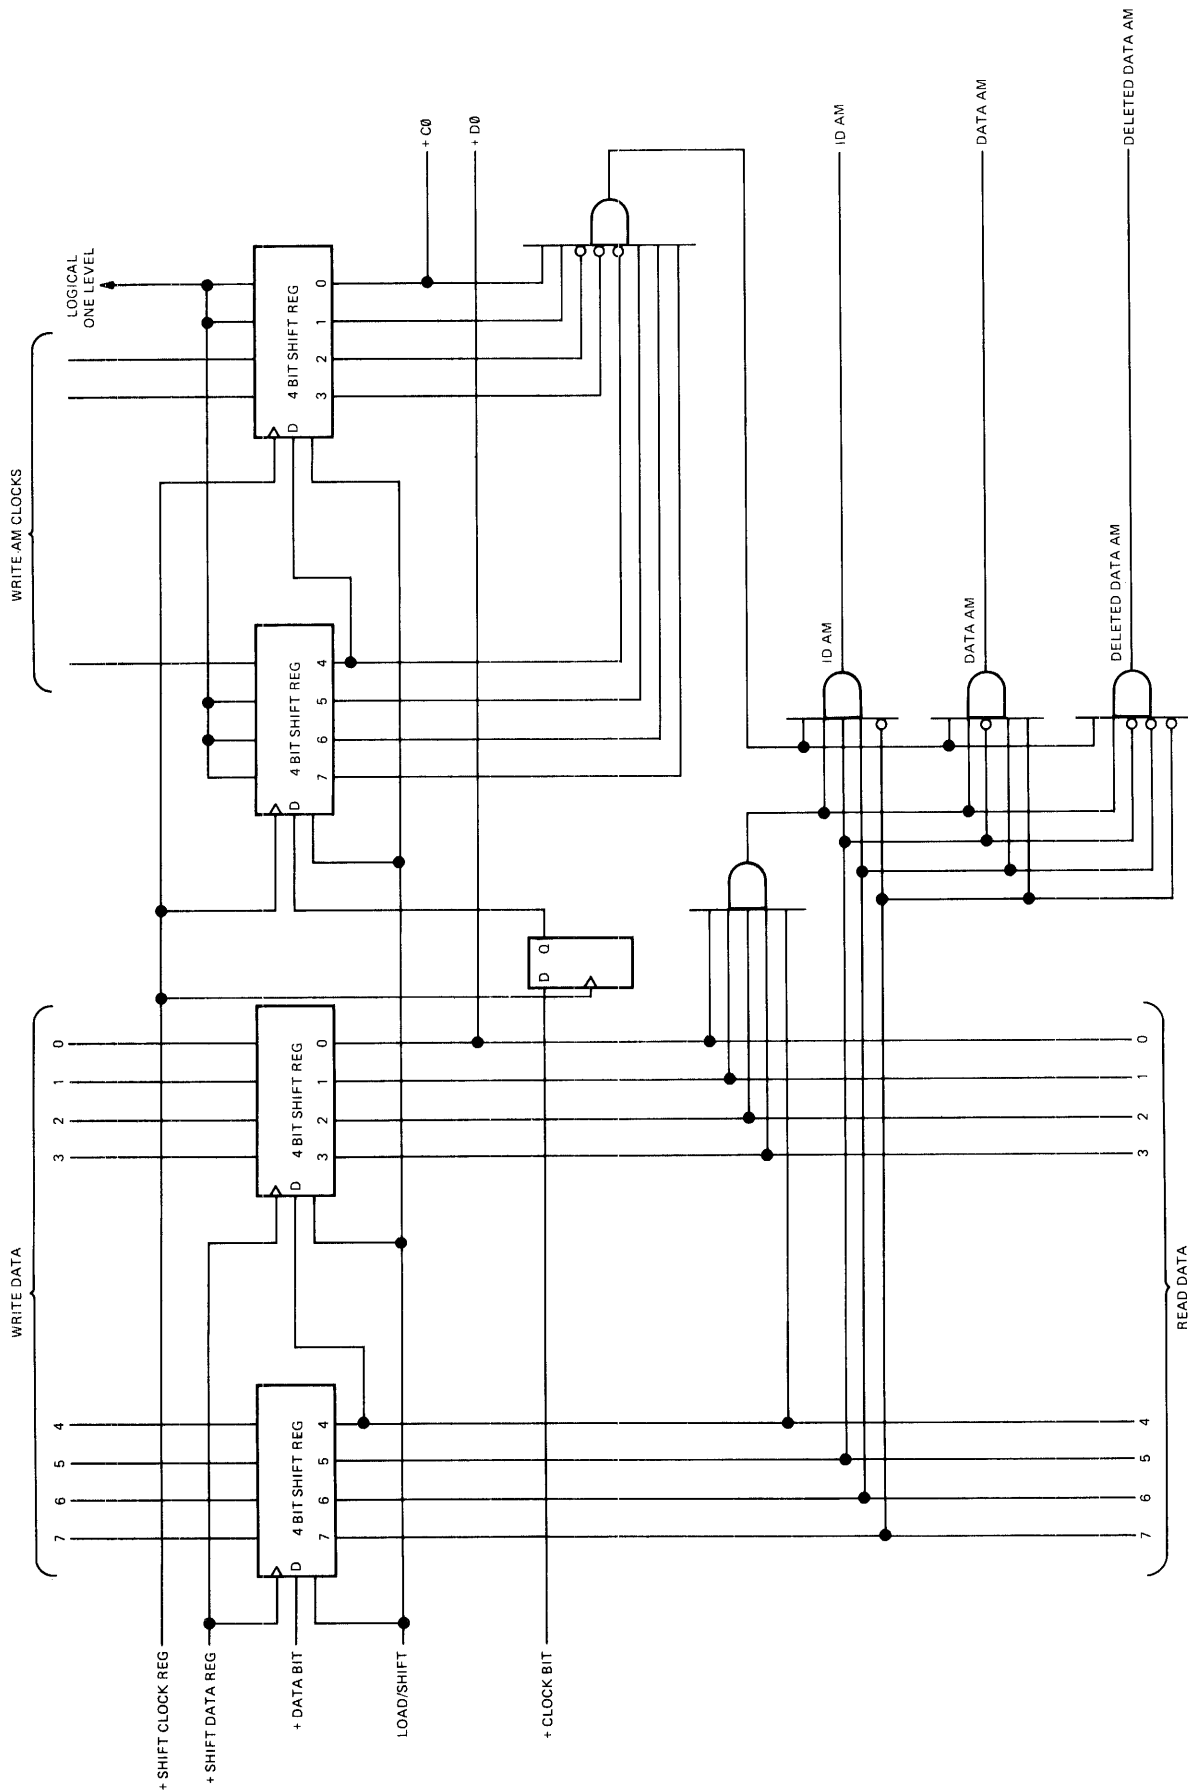 WRITE DATA
WRITE AM CLOCKS
7 6 5 4 3 2 1 0
LOGICAL
ONE LEVEL
+ SHIFT CLOCK REG
+ SHIFT DATA REG
+ DATA BIT
D
4 BIT SHIFT REG
7 6 5 4
D
4 BIT SHIFT REG
3 2 1 0
D
4 BIT SHIFT REG
7 6 5 4
D
4 BIT SHIFT REG
3 2 1 0
LOAD/SHIFT
+ CØ
+ DØ
+ CLOCK BIT
D Q
ID AM
ID AM
DATA AM
DATA AM
DELETED DATA AM
DELETED DATA AM
7 6 5 4 3 2 1 0
READ DATA